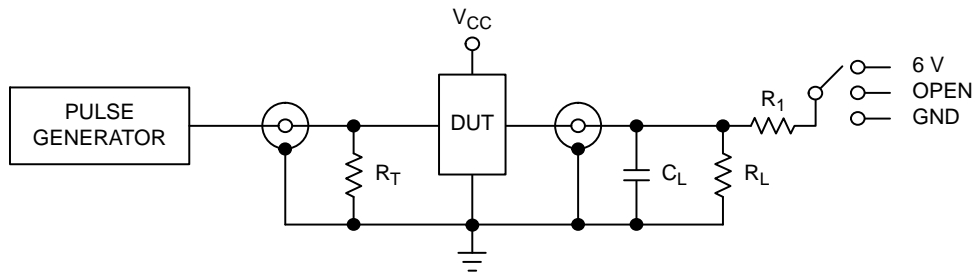 V_CC
PULSE
GENERATOR
R_T
DUT
C_L
R_L
R_1
6 V
OPEN
GND